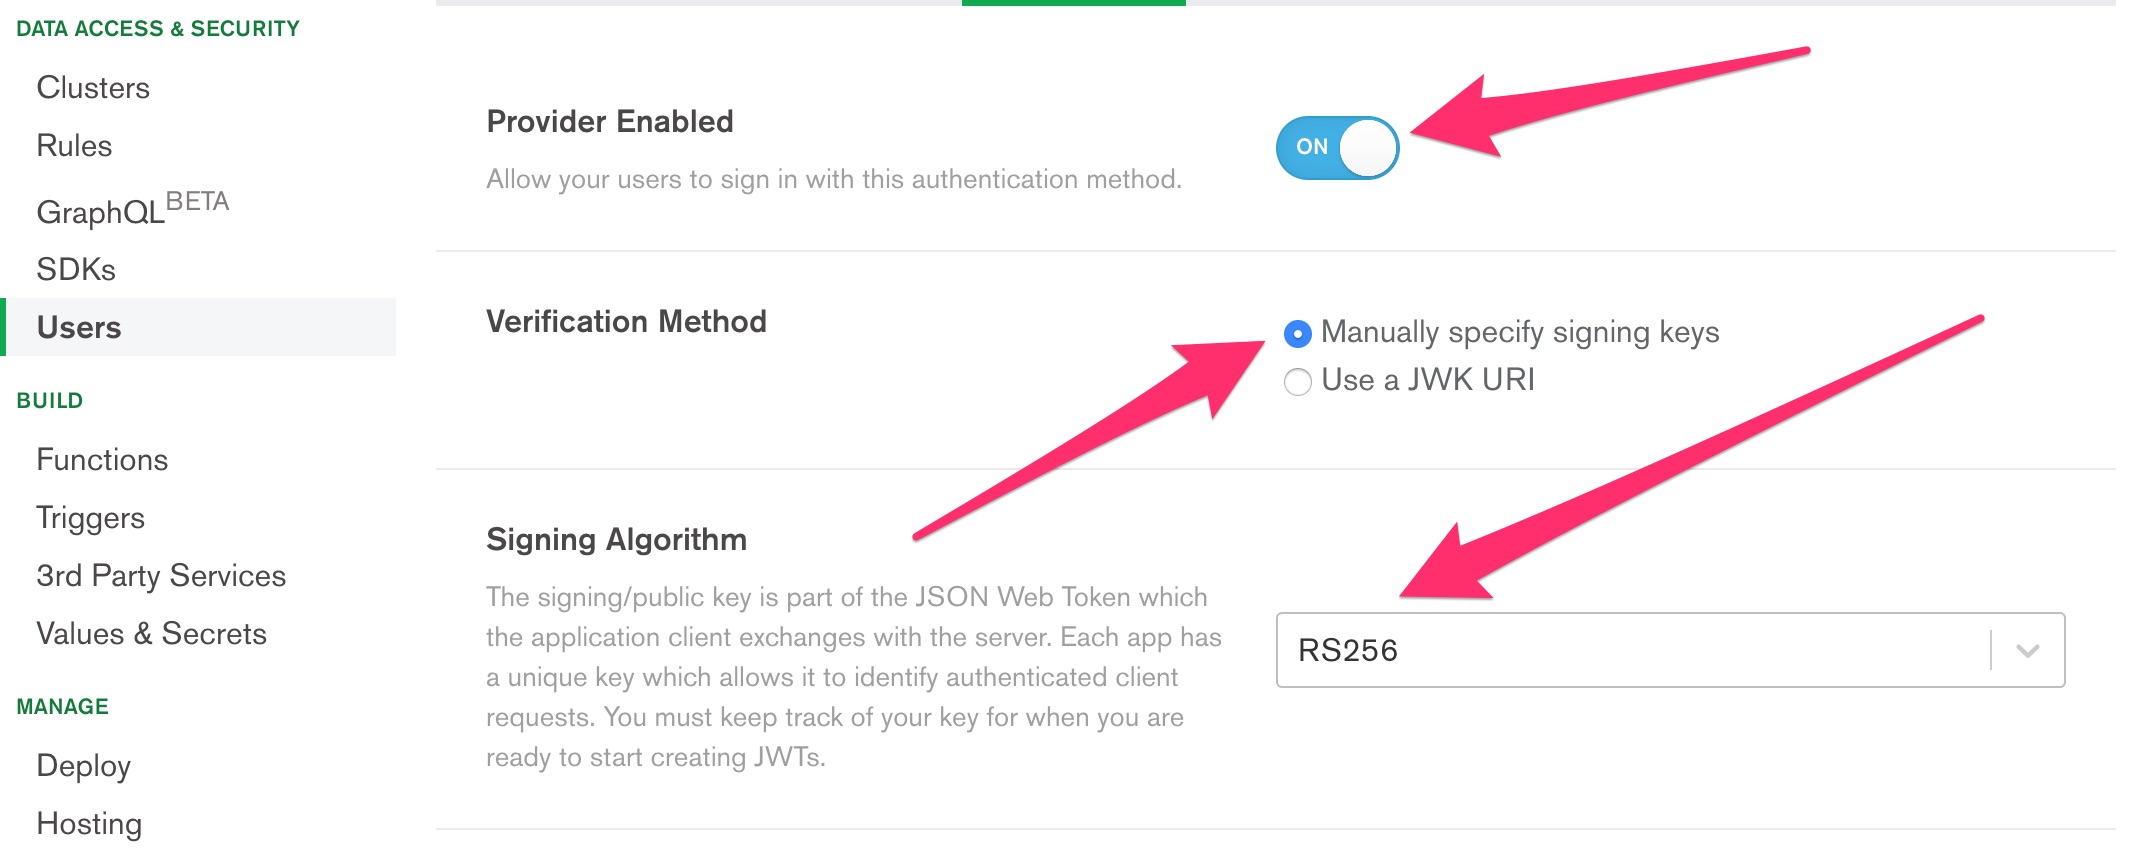 DATA ACCESS & SECURITY
Clusters
Rules
GraphQL BETA
SDKs
Users
BUILD
Functions
Triggers
3rd Party Services
Values & Secrets
MANAGE
Deploy
Hosting
Provider Enabled
Allow your users to sign in with this authentication method.
ON
Verification Method
Manually specify signing keys
Use a JWK URI
Signing Algorithm
The signing/public key is part of the JSON Web Token which
the application client exchanges with the server. Each app has
a unique key which allows it to identify authenticated client
requests. You must keep track of your key for when you are
ready to start creating JWTs.
RS256